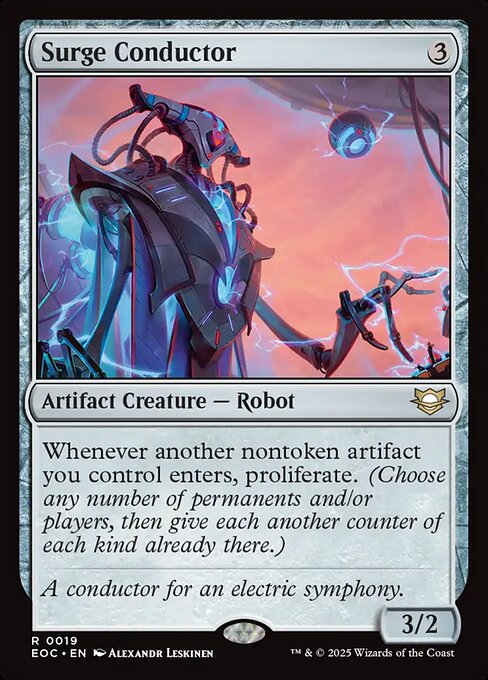 Surge Conductor 3
Artifact Creature — Robot
Whenever another nontoken artifact
you control enters, proliferate. (Choose
any number of permanents and/or
players, then give each another counter of
each kind already there.)
A conductor for an electric symphony.
3/2
R 0019
EOC • EN Alexandr Leskinen
™ & © 2025 Wizards of the Coast